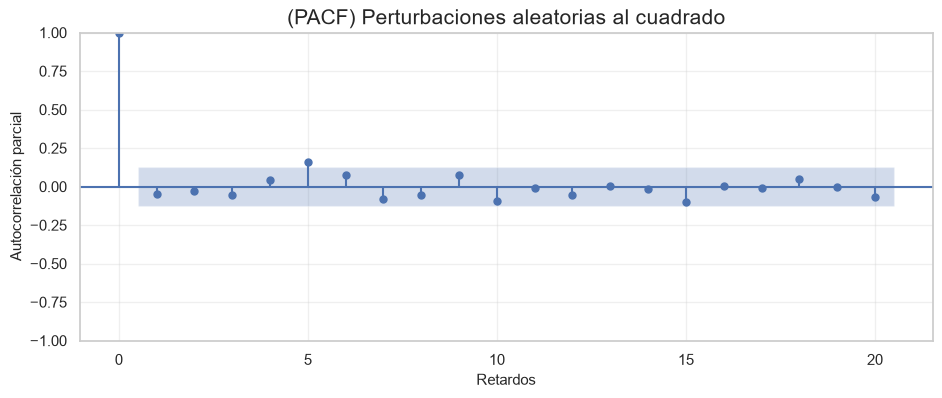 (PACF) Perturbaciones aleatorias al cuadrado
1.00
0.75
0.50
0.25
0.00
−0.25
−0.50
−0.75
−1.00
Autocorrelación parcial
0 5 10 15 20
Retardos